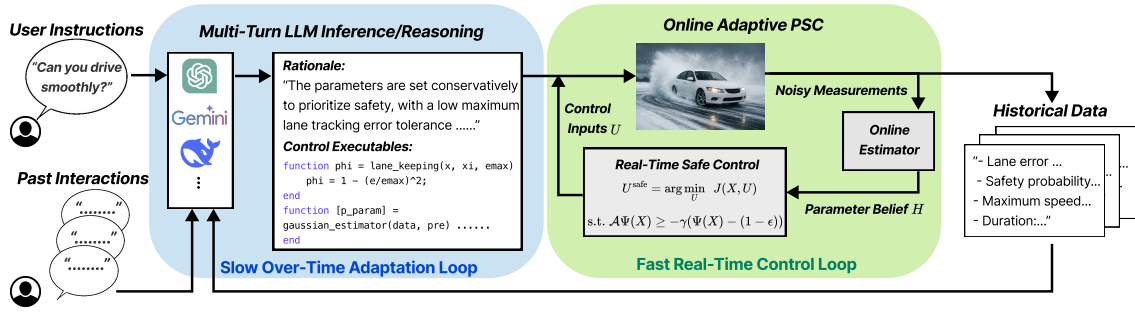 User Instructions
“Can you drive
smoothly?”
Past Interactions
“........”
“........”
“........”
Multi-Turn LLM Inference/Reasoning
Gemini
Rationale:
“The parameters are set conservatively
to prioritize safety, with a low maximum
lane tracking error tolerance ......”
Control Executables:
function phi = lane_keeping(x, xi, emax)
phi = 1 - (e/emax)^2;
end
function [p_param] =
gaussian_estimator(data, pre) ......
end
Slow Over-Time Adaptation Loop
Online Adaptive PSC
Control
Inputs U
Noisy Measurements
Online
Estimator
Real-Time Safe Control
U^safe = arg min_U J(X, U)
s.t. 𝒜Ψ(X) ≥ −γ(Ψ(X) − (1 − ϵ))
Parameter Belief H
Fast Real-Time Control Loop
Historical Data
“- Lane error ...
- Safety probability...
- Maximum speed...
- Duration:...”